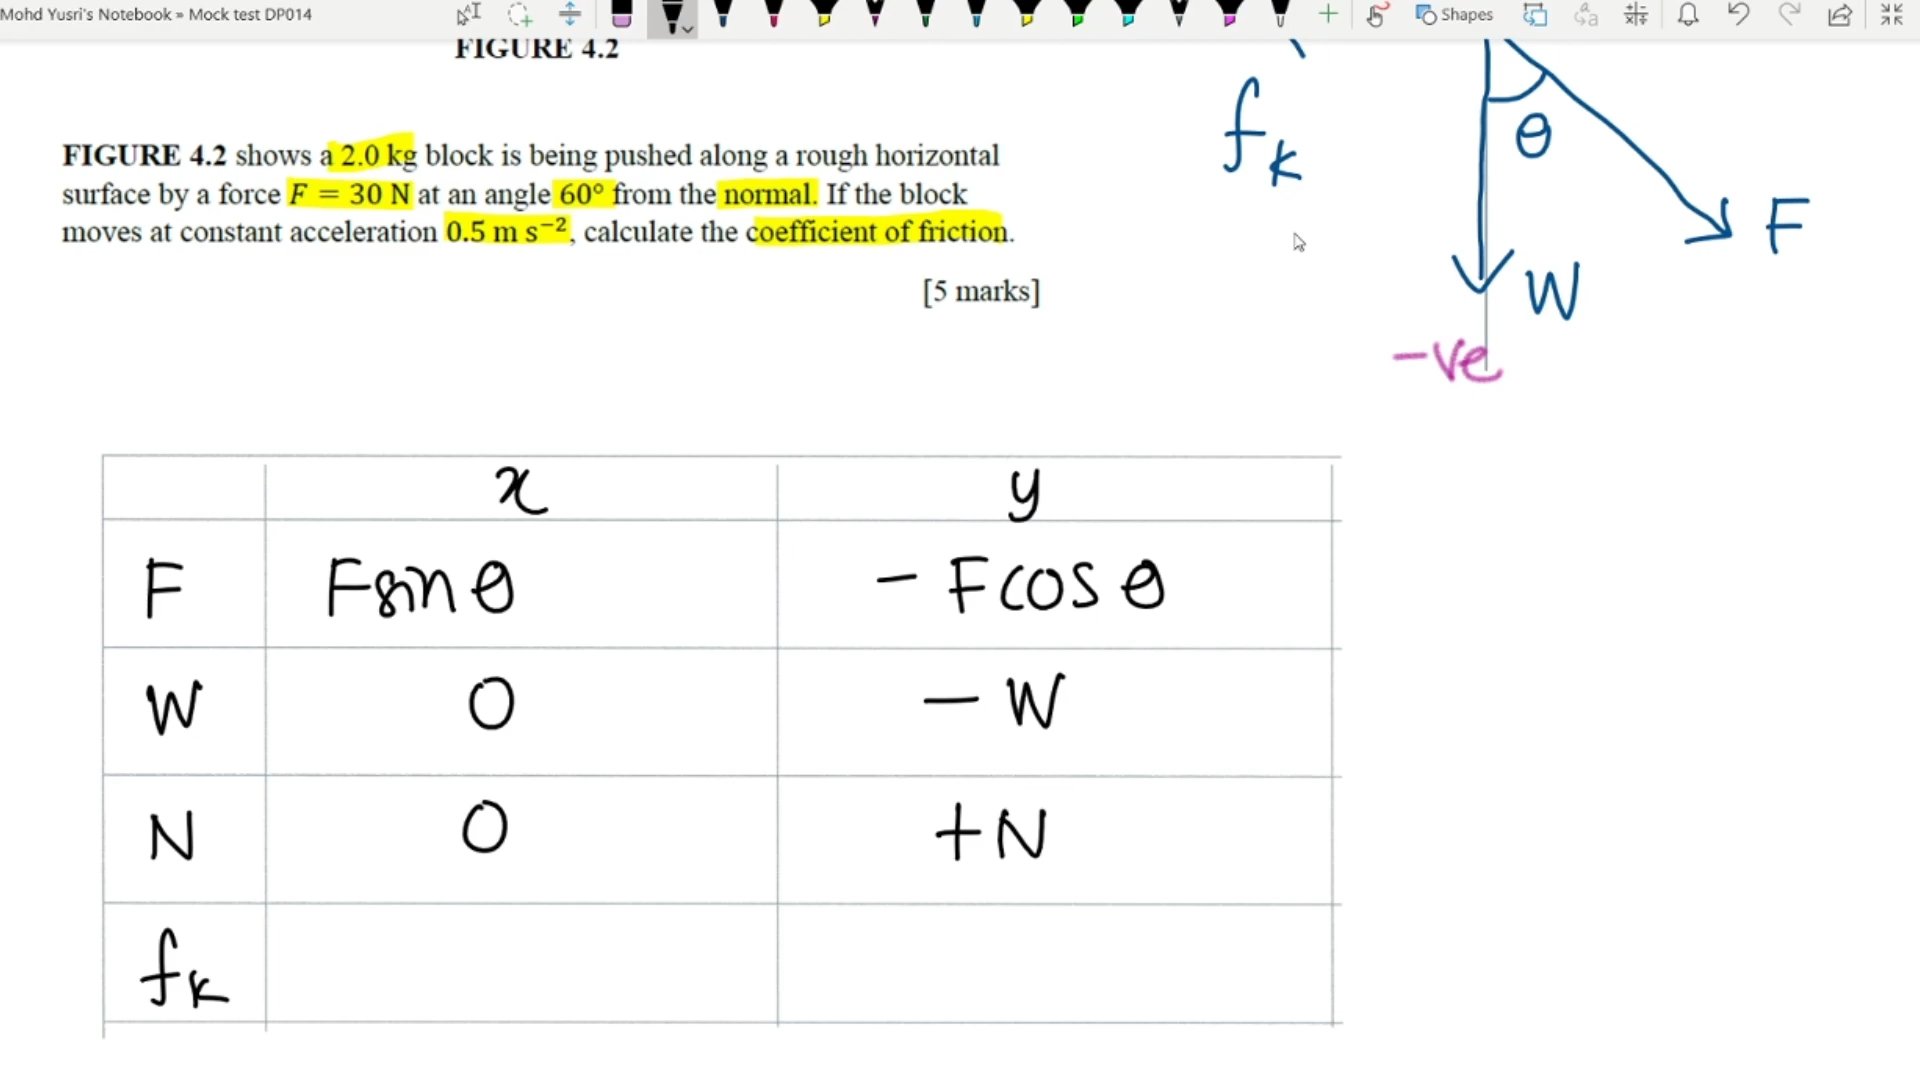 Mohd Yusri's Notebook » Mock test DP014
Shapes
FIGURE 4.2
FIGURE 4.2 shows a 2.0 kg block is being pushed along a rough horizontal
surface by a force F = 30 N at an angle 60° from the normal. If the block
moves at constant acceleration 0.5 m s⁻², calculate the coefficient of friction.
[5 marks]
fk
θ
F
W
-ve
x y
F Fsinθ - Fcosθ
W 0 - W
N 0 +N
fk